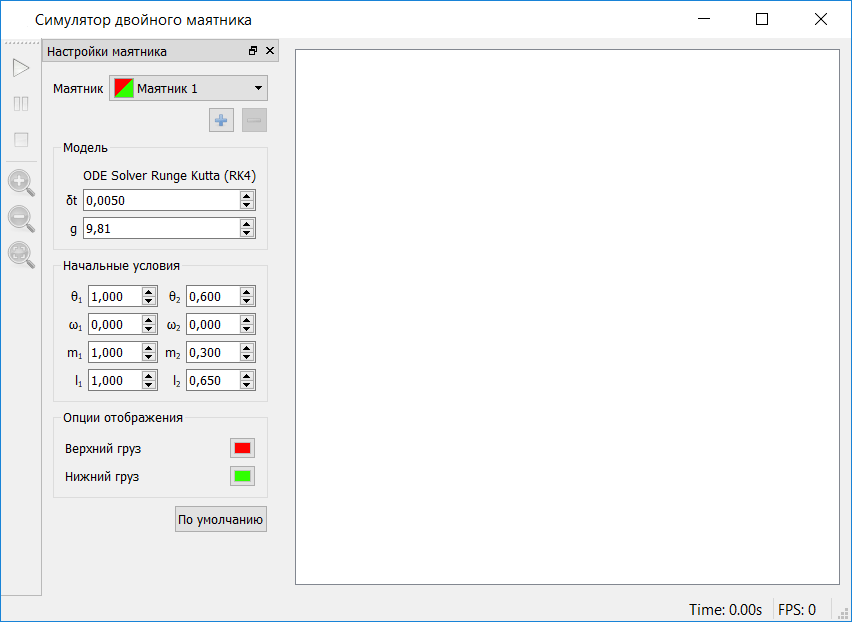 Симулятор двойного маятника
Настройки маятника
Маятник Маятник 1
Модель
ODE Solver Runge Kutta (RK4)
δt 0,0050
g 9,81
Начальные условия
θ₁ 1,000 θ₂ 0,600
ω₁ 0,000 ω₂ 0,000
m₁ 1,000 m₂ 0,300
l₁ 1,000 l₂ 0,650
Опции отображения
Верхний груз
Нижний груз
По умолчанию
Time: 0.00s FPS: 0